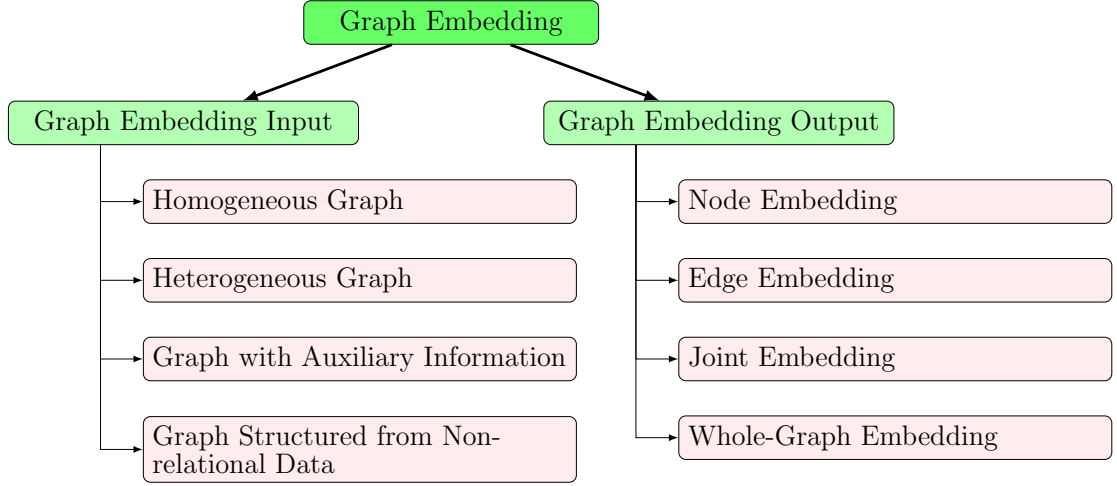 Graph Embedding
Graph Embedding Input
Homogeneous Graph
Heterogeneous Graph
Graph with Auxiliary Information
Graph Structured from Non-
relational Data
Graph Embedding Output
Node Embedding
Edge Embedding
Joint Embedding
Whole-Graph Embedding